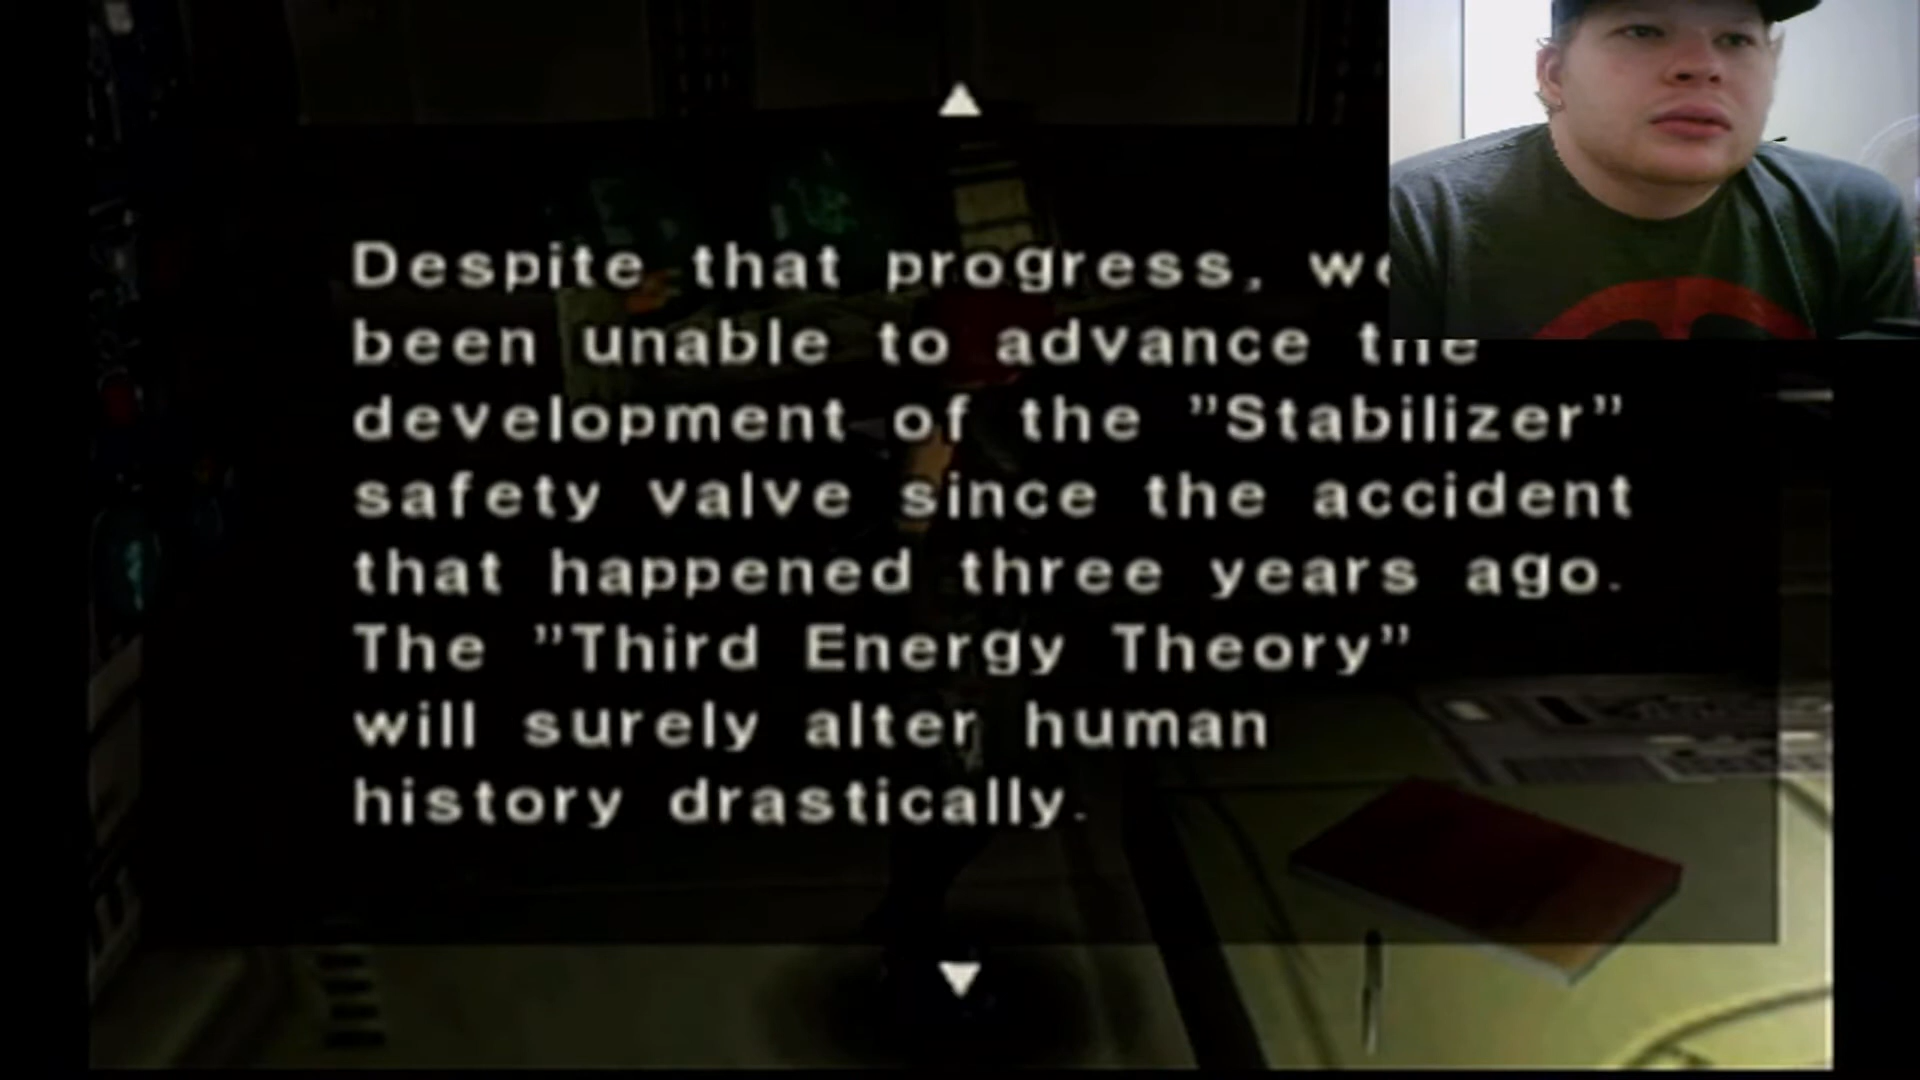 Despite that progress,
been unable to advance the
development of the ”Stabilizer”
safety valve since the accident
that happened three years ago.
The ”Third Energy Theory”
will surely alter human
history drastically.